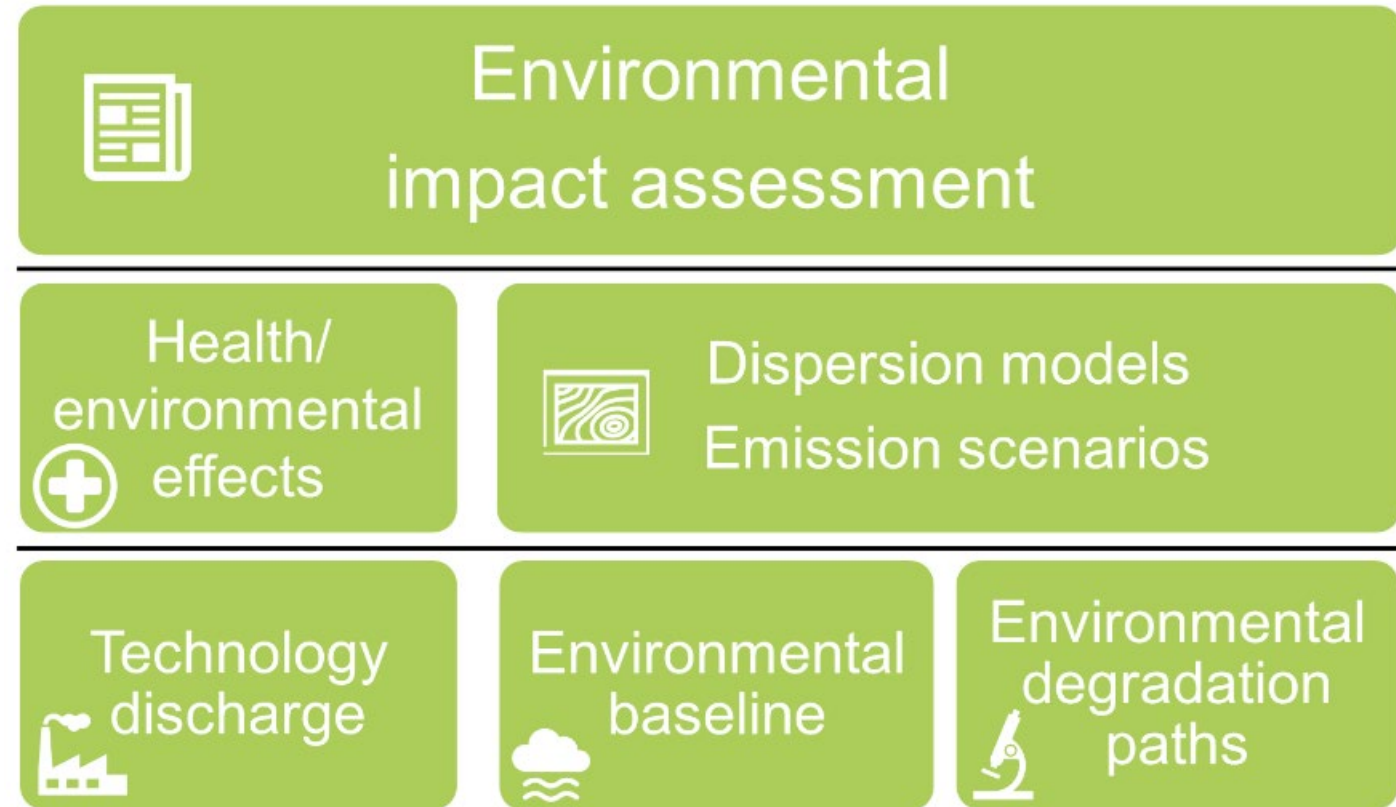 Environmental
impact assessment
Health/
environmental
effects
Dispersion models
Emission scenarios
Technology
discharge
Environmental
baseline
Environmental
degradation
paths